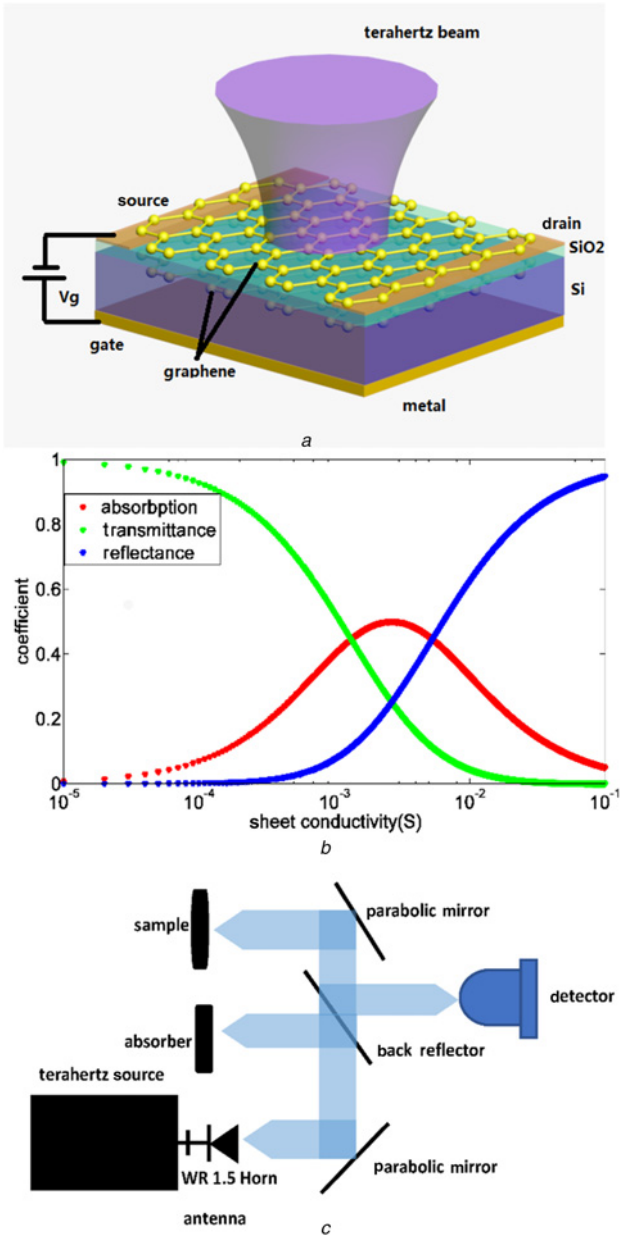 terahertz beam
source
drain
SiO2
Si
Vg
gate
graphene
metal
a
1
0.8
0.6
0.4
0.2
0
absorbption
transmittance
reflectance
coefficient
10^-5
10^-4
10^-3
10^-2
10^-1
sheet conductivity(S)
b
sample
parabolic mirror
detector
absorber
back reflector
terahertz source
WR 1.5 Horn
parabolic mirror
antenna
c